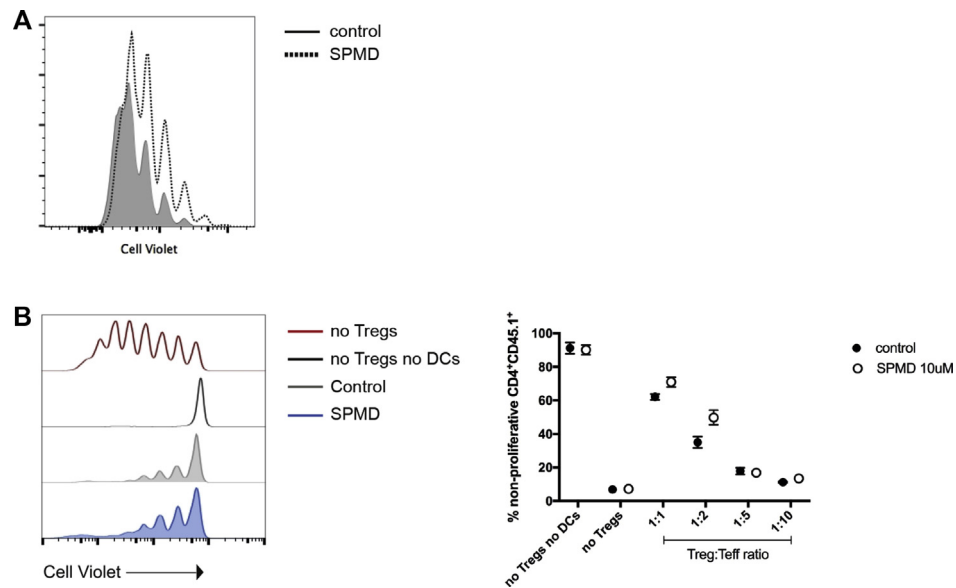 A
control
SPMD
Cell Violet
B
no Tregs
no Tregs no DCs
Control
SPMD
Cell Violet
% non-proliferative CD4⁺CD45.1⁺
100
80
60
40
20
0
no Tregs no DCs
no Tregs
1:1
1:2
1:5
1:10
Treg:Teff ratio
control
SPMD 10uM